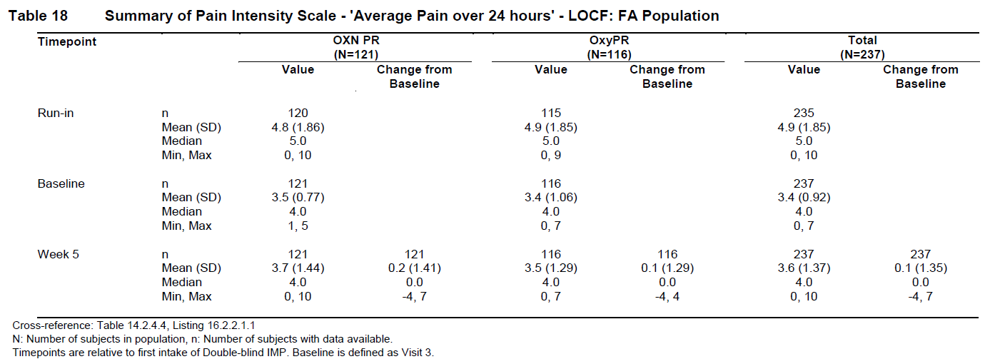 Table 18 Summary of Pain Intensity Scale - 'Average Pain over 24 hours' - LOCF: FA Population
Timepoint OXN PR OxyPR Total
(N=121) (N=116) (N=237)
Value Change from Value Change from Value Change from
Baseline Baseline Baseline
Run-in n 120 115 235
Mean (SD) 4.8 (1.86) 4.9 (1.85) 4.9 (1.85)
Median 5.0 5.0 5.0
Min, Max 0, 10 0, 9 0, 10
Baseline n 121 116 237
Mean (SD) 3.5 (0.77) 3.4 (1.06) 3.4 (0.92)
Median 4.0 4.0 4.0
Min, Max 1, 5 0, 7 0, 7
Week 5 n 121 121 116 116 237 237
Mean (SD) 3.7 (1.44) 0.2 (1.41) 3.5 (1.29) 0.1 (1.29) 3.6 (1.37) 0.1 (1.35)
Median 4.0 0.0 4.0 0.0 4.0 0.0
Min, Max 0, 10 -4, 7 0, 7 -4, 4 0, 10 -4, 7
Cross-reference: Table 14.2.4.4, Listing 16.2.2.1.1
N: Number of subjects in population, n: Number of subjects with data available.
Timepoints are relative to first intake of Double-blind IMP. Baseline is defined as Visit 3.